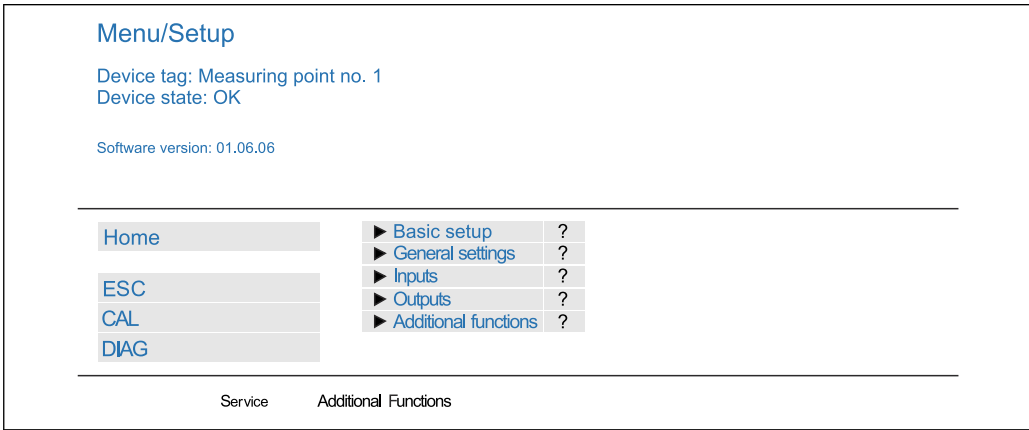 Menu/Setup
Device tag: Measuring point no. 1
Device state: OK
Software version: 01.06.06
Home
ESC
CAL
DIAG
► Basic setup ?
► General settings ?
► Inputs ?
► Outputs ?
► Additional functions ?
Service Additional Functions